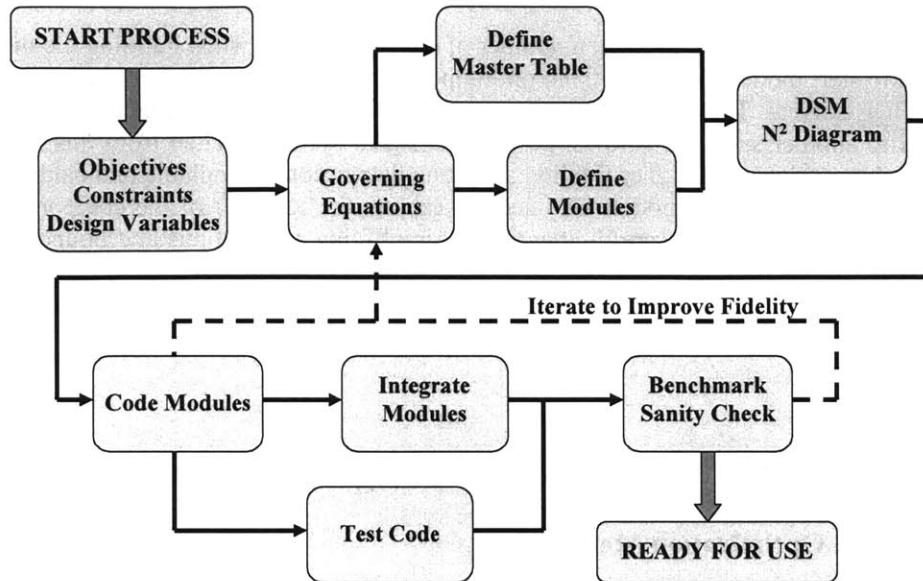 START PROCESS
Define
Master Table
DSM
N² Diagram
Objectives
Constraints
Design Variables
Governing
Equations
Define
Modules
Iterate to Improve Fidelity
Code Modules
Integrate
Modules
Benchmark
Sanity Check
Test Code
READY FOR USE